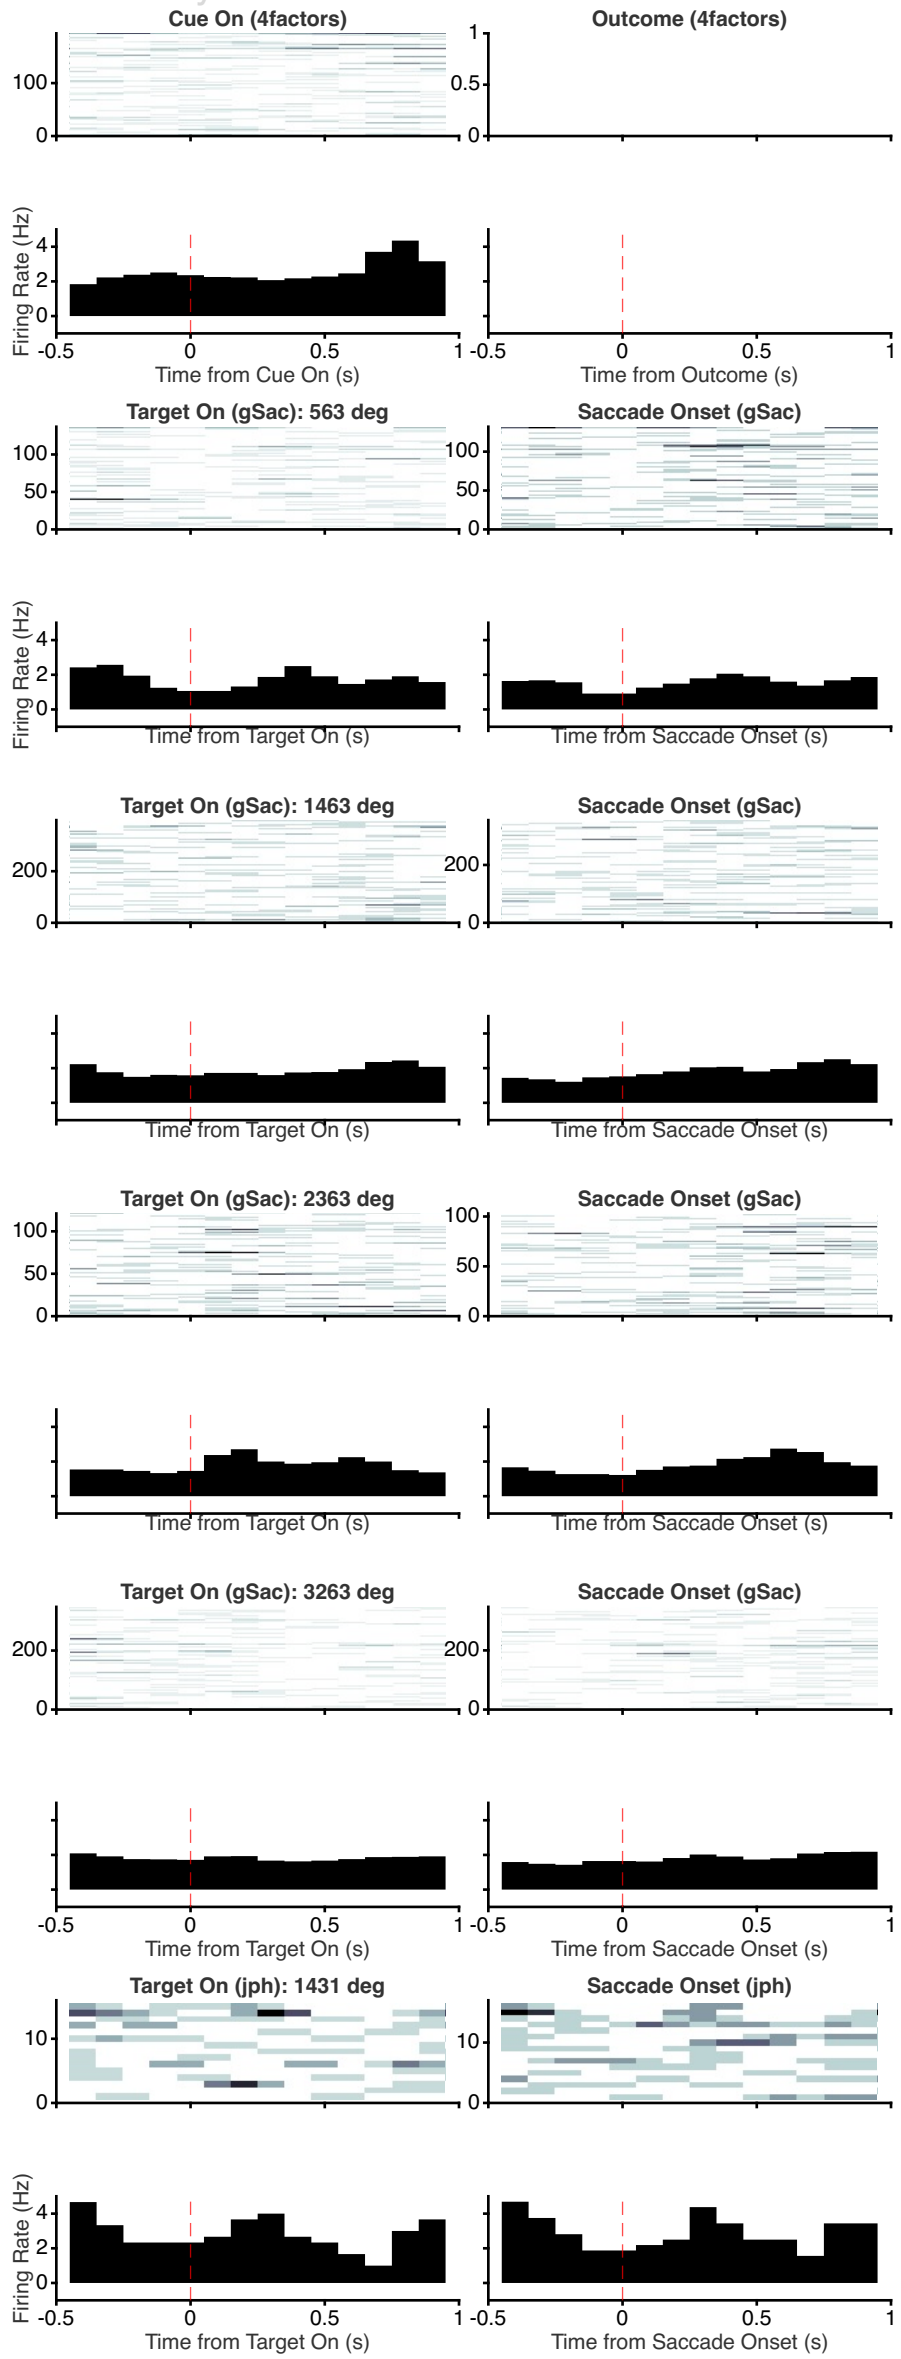 Cue On (4factors) Outcome (4factors)
100
0
1
0.5
0
Firing Rate (Hz)
4
2
0
-0.5 0 0.5 1 -0.5 0 0.5 1
Time from Cue On (s) Time from Outcome (s)
Target On (gSac): 563 deg Saccade Onset (gSac)
100
50
0
100
50
0
Firing Rate (Hz)
4
2
0
Time from Target On (s) Time from Saccade Onset (s)
Target On (gSac): 1463 deg Saccade Onset (gSac)
200
0
200
0
Time from Target On (s) Time from Saccade Onset (s)
Target On (gSac): 2363 deg Saccade Onset (gSac)
100
50
0
100
50
0
Time from Target On (s) Time from Saccade Onset (s)
Target On (gSac): 3263 deg Saccade Onset (gSac)
200
0
200
0
-0.5 0 0.5 1 -0.5 0 0.5 1
Time from Target On (s) Time from Saccade Onset (s)
Target On (jph): 1431 deg Saccade Onset (jph)
10
0
10
0
Firing Rate (Hz)
4
2
0
-0.5 0 0.5 1 -0.5 0 0.5 1
Time from Target On (s) Time from Saccade Onset (s)